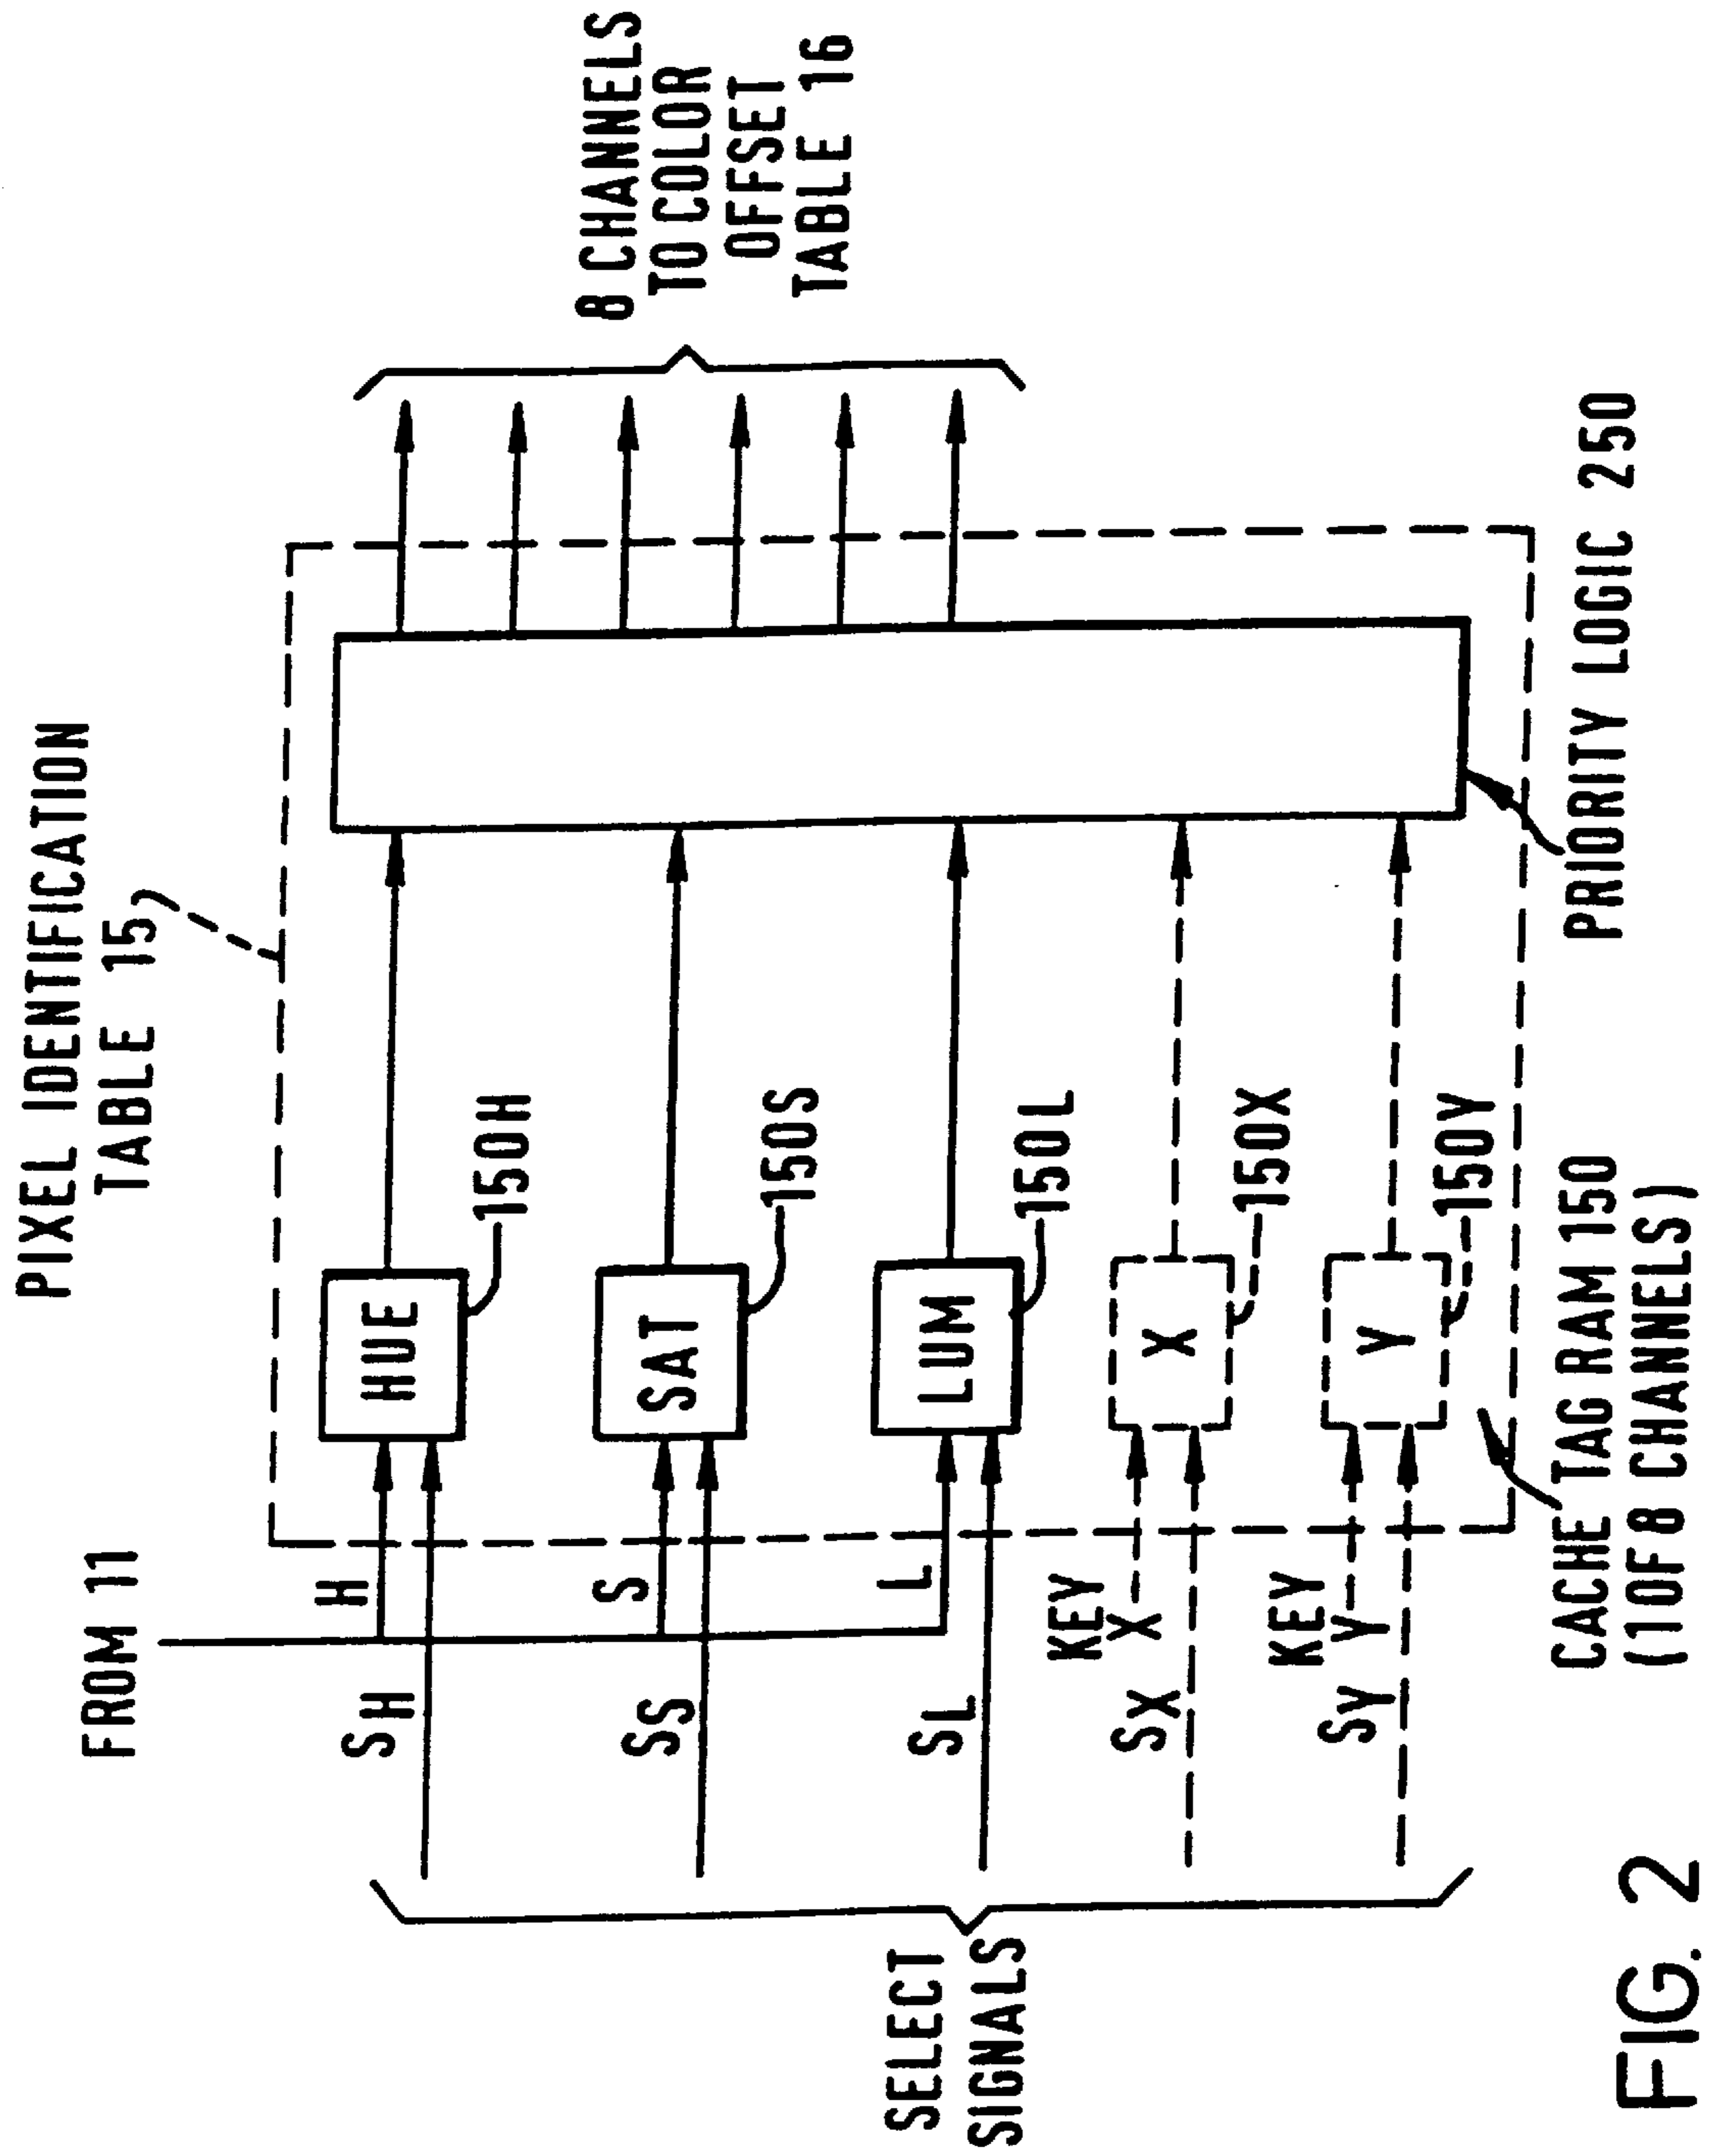 PIXEL IDENTIFICATION
TABLE 15
FROM 11
H
SH
HUE
150H
S
SS
SAT
150S
L
SL
LUM
150L
KEY
X
SX
X
150X
KEY
Y
SY
Y
150Y
SELECT
SIGNALS
8 CHANNELS
TO COLOR
OFFSET
TABLE 16
CACHE TAG RAM 150
(1 OF 8 CHANNELS)
PRIORITY LOGIC 250
FIG. 2